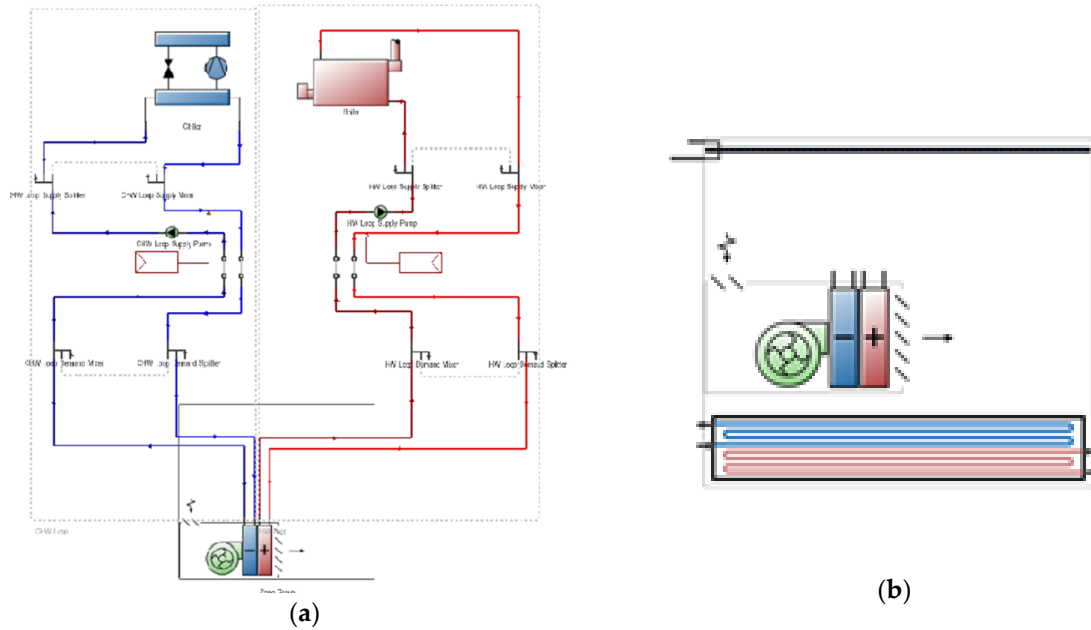 Chiller
Boiler
CHW Loop Supply Splitter
CHW Loop Supply Mixer
HW Loop Supply Splitter
HW Loop Supply Mixer
CHW Loop Supply Pump
HW Loop Supply Pump
CHW Loop Demand Mixer
CHW Loop Demand Splitter
HW Loop Demand Mixer
HW Loop Demand Splitter
CHW Loop
Zone Group
(a)
(b)